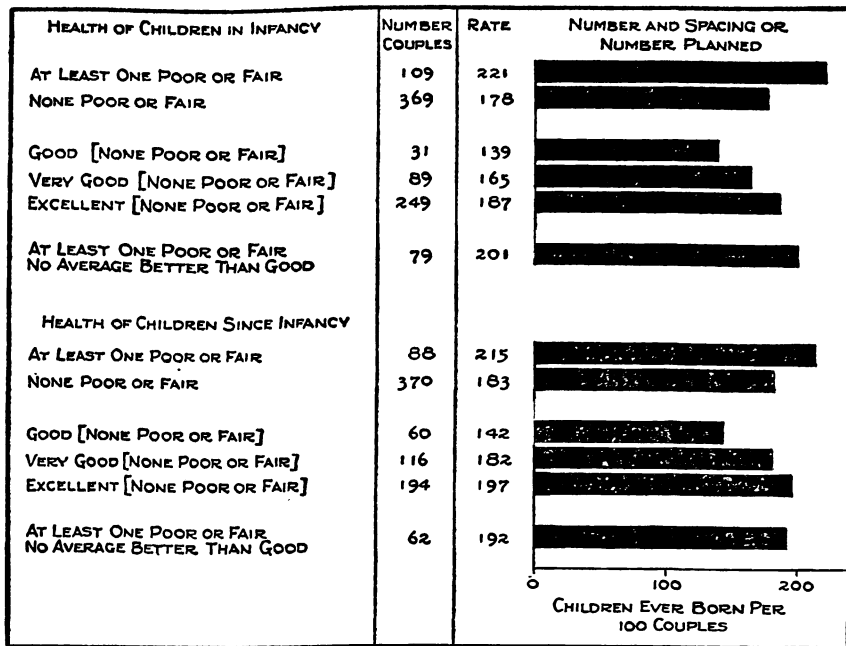 HEALTH OF CHILDREN IN INFANCY NUMBER COUPLES RATE NUMBER AND SPACING OR NUMBER PLANNED
AT LEAST ONE POOR OR FAIR 109 221
NONE POOR OR FAIR 369 178
GOOD [NONE POOR OR FAIR] 31 139
VERY GOOD [NONE POOR OR FAIR] 89 165
EXCELLENT [NONE POOR OR FAIR] 249 187
AT LEAST ONE POOR OR FAIR
NO AVERAGE BETTER THAN GOOD 79 201
HEALTH OF CHILDREN SINCE INFANCY
AT LEAST ONE POOR OR FAIR 88 215
NONE POOR OR FAIR 370 183
GOOD [NONE POOR OR FAIR] 60 142
VERY GOOD [NONE POOR OR FAIR] 116 182
EXCELLENT [NONE POOR OR FAIR] 194 197
AT LEAST ONE POOR OR FAIR
NO AVERAGE BETTER THAN GOOD 62 192
0 100 200
CHILDREN EVER BORN PER
100 COUPLES